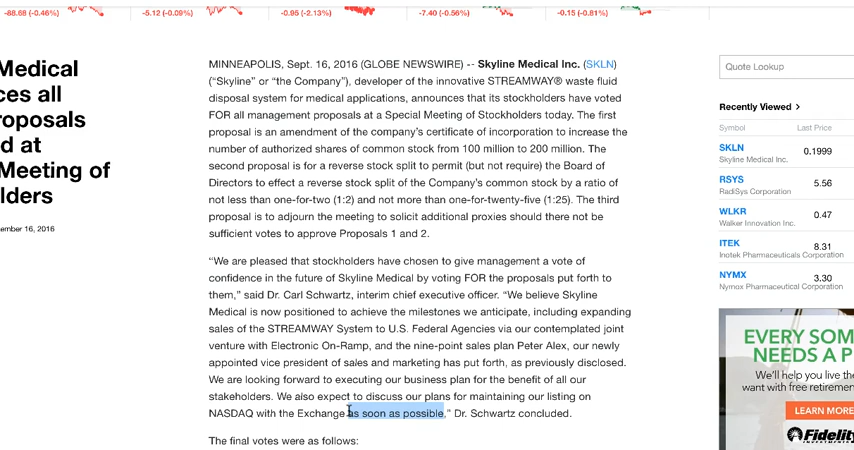 -88.68 (-0.46%) -5.12 (-0.09%) -0.95 (-2.13%) -7.40 (-0.56%) -0.15 (-0.81%)
Medical
ces all
roposals
d at
Meeting of
lders
ember 16, 2016
MINNEAPOLIS, Sept. 16, 2016 (GLOBE NEWSWIRE) -- Skyline Medical Inc. (SKLN)
(“Skyline” or “the Company”), developer of the innovative STREAMWAY® waste fluid
disposal system for medical applications, announces that its stockholders have voted
FOR all management proposals at a Special Meeting of Stockholders today. The first
proposal is an amendment of the company’s certificate of incorporation to increase the
number of authorized shares of common stock from 100 million to 200 million. The
second proposal is for a reverse stock split to permit (but not require) the Board of
Directors to effect a reverse stock split of the Company’s common stock by a ratio of
not less than one-for-two (1:2) and not more than one-for-twenty-five (1:25). The third
proposal is to adjourn the meeting to solicit additional proxies should there not be
sufficient votes to approve Proposals 1 and 2.
“We are pleased that stockholders have chosen to give management a vote of
confidence in the future of Skyline Medical by voting FOR the proposals put forth to
them,” said Dr. Carl Schwartz, interim chief executive officer. “We believe Skyline
Medical is now positioned to achieve the milestones we anticipate, including expanding
sales of the STREAMWAY System to U.S. Federal Agencies via our contemplated joint
venture with Electronic On-Ramp, and the nine-point sales plan Peter Alex, our newly
appointed vice president of sales and marketing has put forth, as previously disclosed.
We are looking forward to executing our business plan for the benefit of all our
stakeholders. We also expect to discuss our plans for maintaining our listing on
NASDAQ with the Exchange as soon as possible,” Dr. Schwartz concluded.
The final votes were as follows:
Quote Lookup
Recently Viewed >
Symbol Last Price
SKLN 0.1999
Skyline Medical Inc.
RSYS 5.56
RadiSys Corporation
WLKR 0.47
Walker Innovation Inc.
ITEK 8.31
Inotek Pharmaceuticals Corporation
NYMX 3.30
Nymox Pharmaceutical Corporation
EVERY SOM
NEEDS A P
We’ll help you live the
want with free retiremen
LEARN MORE
Fidelit